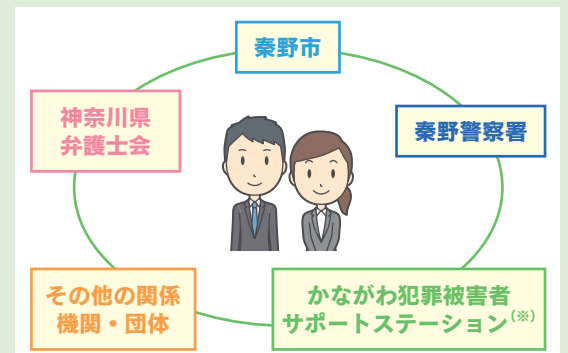 秦野市
神奈川県
弁護士会
秦野警察署
その他の関係
機関・団体
かながわ犯罪被害者
サポートステーション(※)